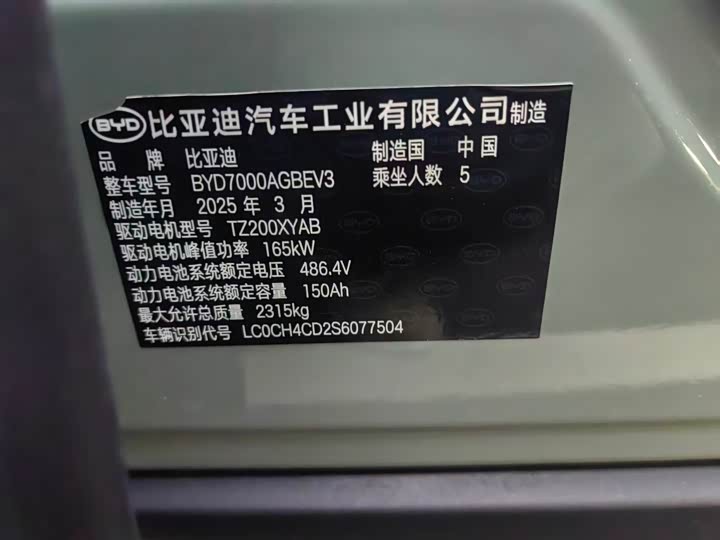 BYD 比亚迪汽车工业有限公司 制造
品 牌 比亚迪 制造国 中 国
整车型号 BYD7000AGBEV3 乘坐人数 5
制造年月 2025 年 3 月
驱动电机型号 TZ200XYAB
驱动电机峰值功率 165kW
动力电池系统额定电压 486.4V
动力电池系统额定容量 150Ah
最大允许总质量 2315kg
车辆识别代号 LC0CH4CD2S6077504